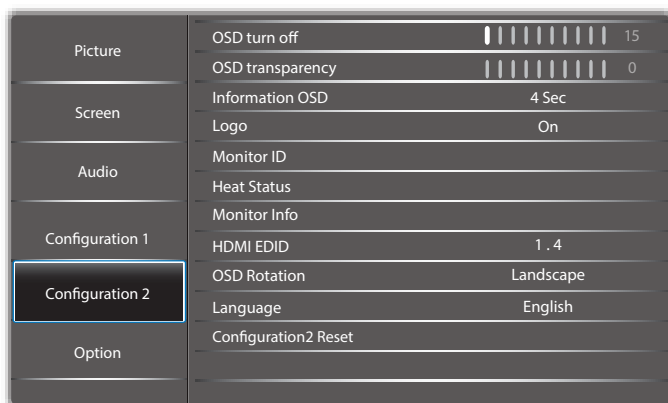 Picture
Screen
Audio
Configuration 1
Configuration 2
Option
OSD turn off 15
OSD transparency 0
Information OSD 4 Sec
Logo On
Monitor ID
Heat Status
Monitor Info
HDMI EDID 1 . 4
OSD Rotation Landscape
Language English
Configuration2 Reset